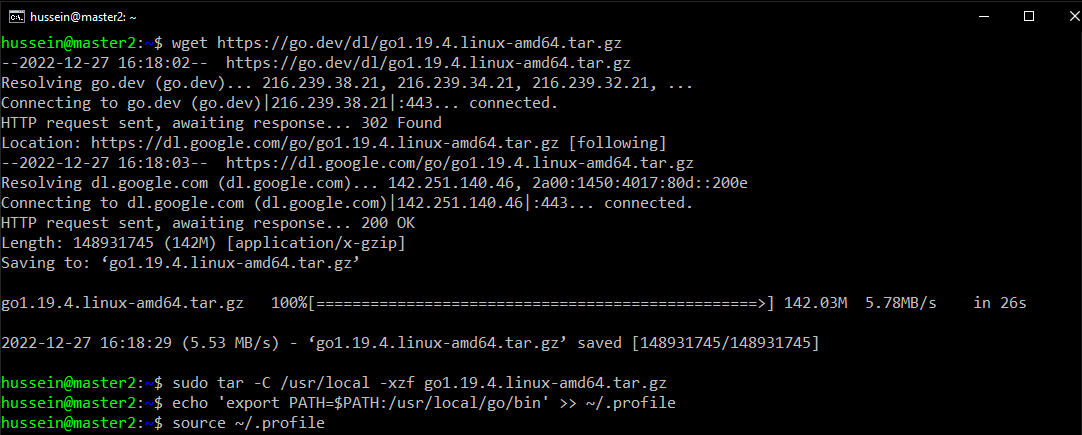 hussein@master2: ~
hussein@master2:~$ wget https://go.dev/dl/go1.19.4.linux-amd64.tar.gz
--2022-12-27 16:18:02--  https://go.dev/dl/go1.19.4.linux-amd64.tar.gz
Resolving go.dev (go.dev)... 216.239.38.21, 216.239.34.21, 216.239.32.21, ...
Connecting to go.dev (go.dev)|216.239.38.21|:443... connected.
HTTP request sent, awaiting response... 302 Found
Location: https://dl.google.com/go/go1.19.4.linux-amd64.tar.gz [following]
--2022-12-27 16:18:03--  https://dl.google.com/go/go1.19.4.linux-amd64.tar.gz
Resolving dl.google.com (dl.google.com)... 142.251.140.46, 2a00:1450:4017:80d::200e
Connecting to dl.google.com (dl.google.com)|142.251.140.46|:443... connected.
HTTP request sent, awaiting response... 200 OK
Length: 148931745 (142M) [application/x-gzip]
Saving to: ‘go1.19.4.linux-amd64.tar.gz’
go1.19.4.linux-amd64.tar.gz   100%[=================================================>] 142.03M  5.78MB/s    in 26s
2022-12-27 16:18:29 (5.53 MB/s) - ‘go1.19.4.linux-amd64.tar.gz’ saved [148931745/148931745]
hussein@master2:~$ sudo tar -C /usr/local -xzf go1.19.4.linux-amd64.tar.gz
hussein@master2:~$ echo 'export PATH=$PATH:/usr/local/go/bin' >> ~/.profile
hussein@master2:~$ source ~/.profile